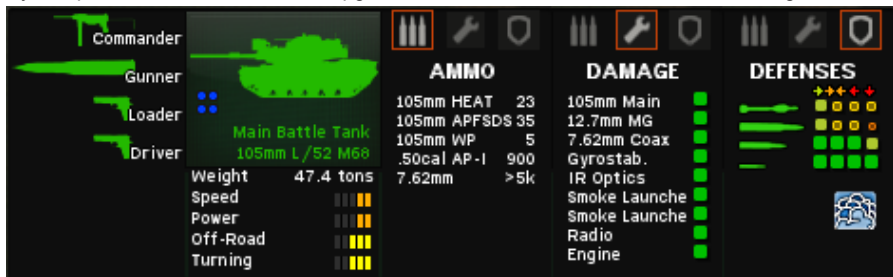 Commander
Gunner
Loader
Driver
Main Battle Tank
105mm L/52 M68
Weight 47.4 tons
Speed
Power
Off-Road
Turning
AMMO
105mm HEAT 23
105mm APFSDS 35
105mm WP 5
.50cal AP-I 900
7.62mm >5k
DAMAGE
105mm Main
12.7mm MG
7.62mm Coax
Gyrostab.
IR Optics
Smoke Launche
Smoke Launche
Radio
Engine
DEFENSES